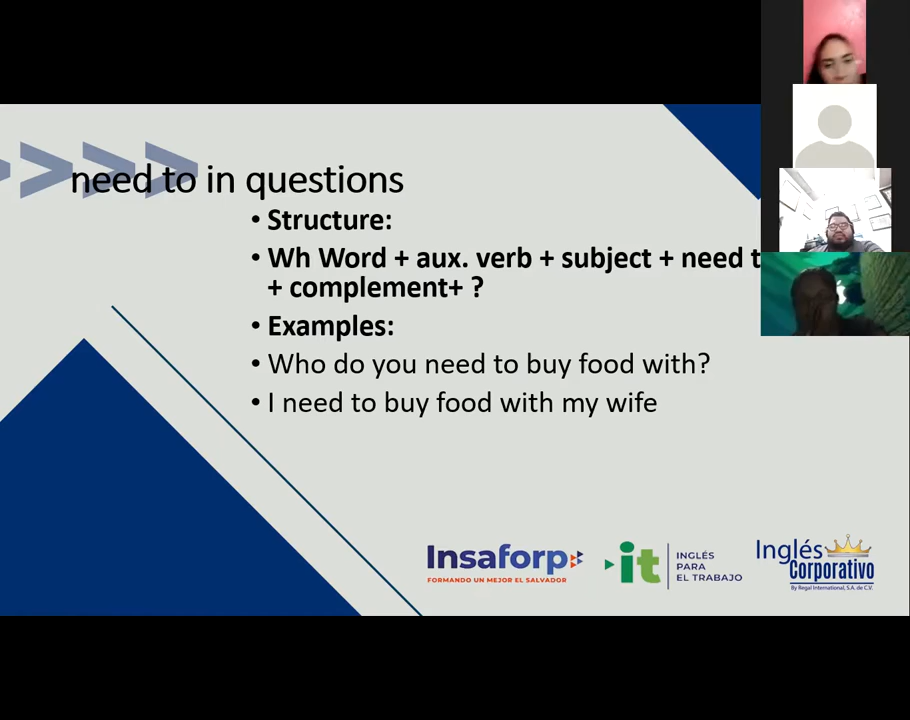 need to in questions
• Structure:
• Wh Word + aux. verb + subject + need t
+ complement+ ?
• Examples:
• Who do you need to buy food with?
• I need to buy food with my wife
Insaforp
FORMANDO UN MEJOR EL SALVADOR
it
INGLÉS
PARA
EL TRABAJO
Inglés
Corporativo
By Regal International, S.A. de C.V.